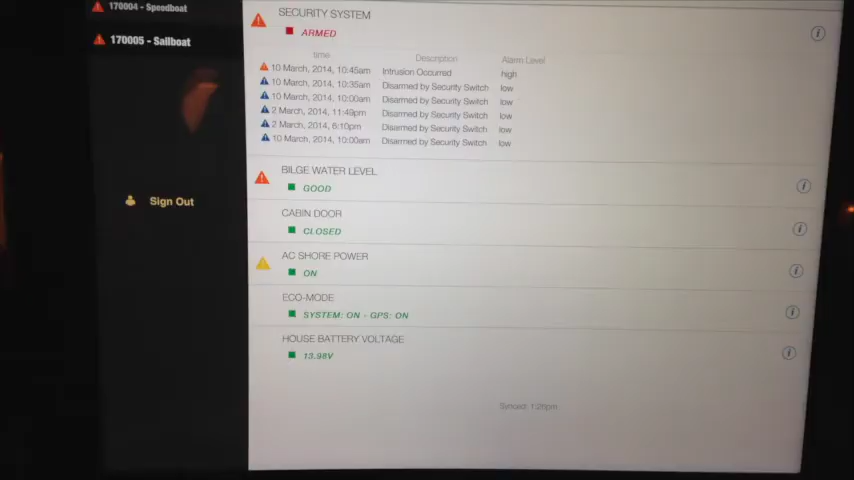 170004 - Speedboat
170005 - Sailboat
Sign Out
SECURITY SYSTEM
ARMED
time Description Alarm Level
10 March, 2014, 10:45am Intrusion Occurred high
10 March, 2014, 10:35am Disarmed by Security Switch low
10 March, 2014, 10:00am Disarmed by Security Switch low
2 March, 2014, 11:48pm Disarmed by Security Switch low
2 March, 2014, 6:10pm Disarmed by Security Switch low
10 March, 2014, 10:00am Disarmed by Security Switch low
BILGE WATER LEVEL
GOOD
CABIN DOOR
CLOSED
AC SHORE POWER
ON
ECO-MODE
SYSTEM: ON - GPS: ON
HOUSE BATTERY VOLTAGE
13.98V
Synced 1:26pm